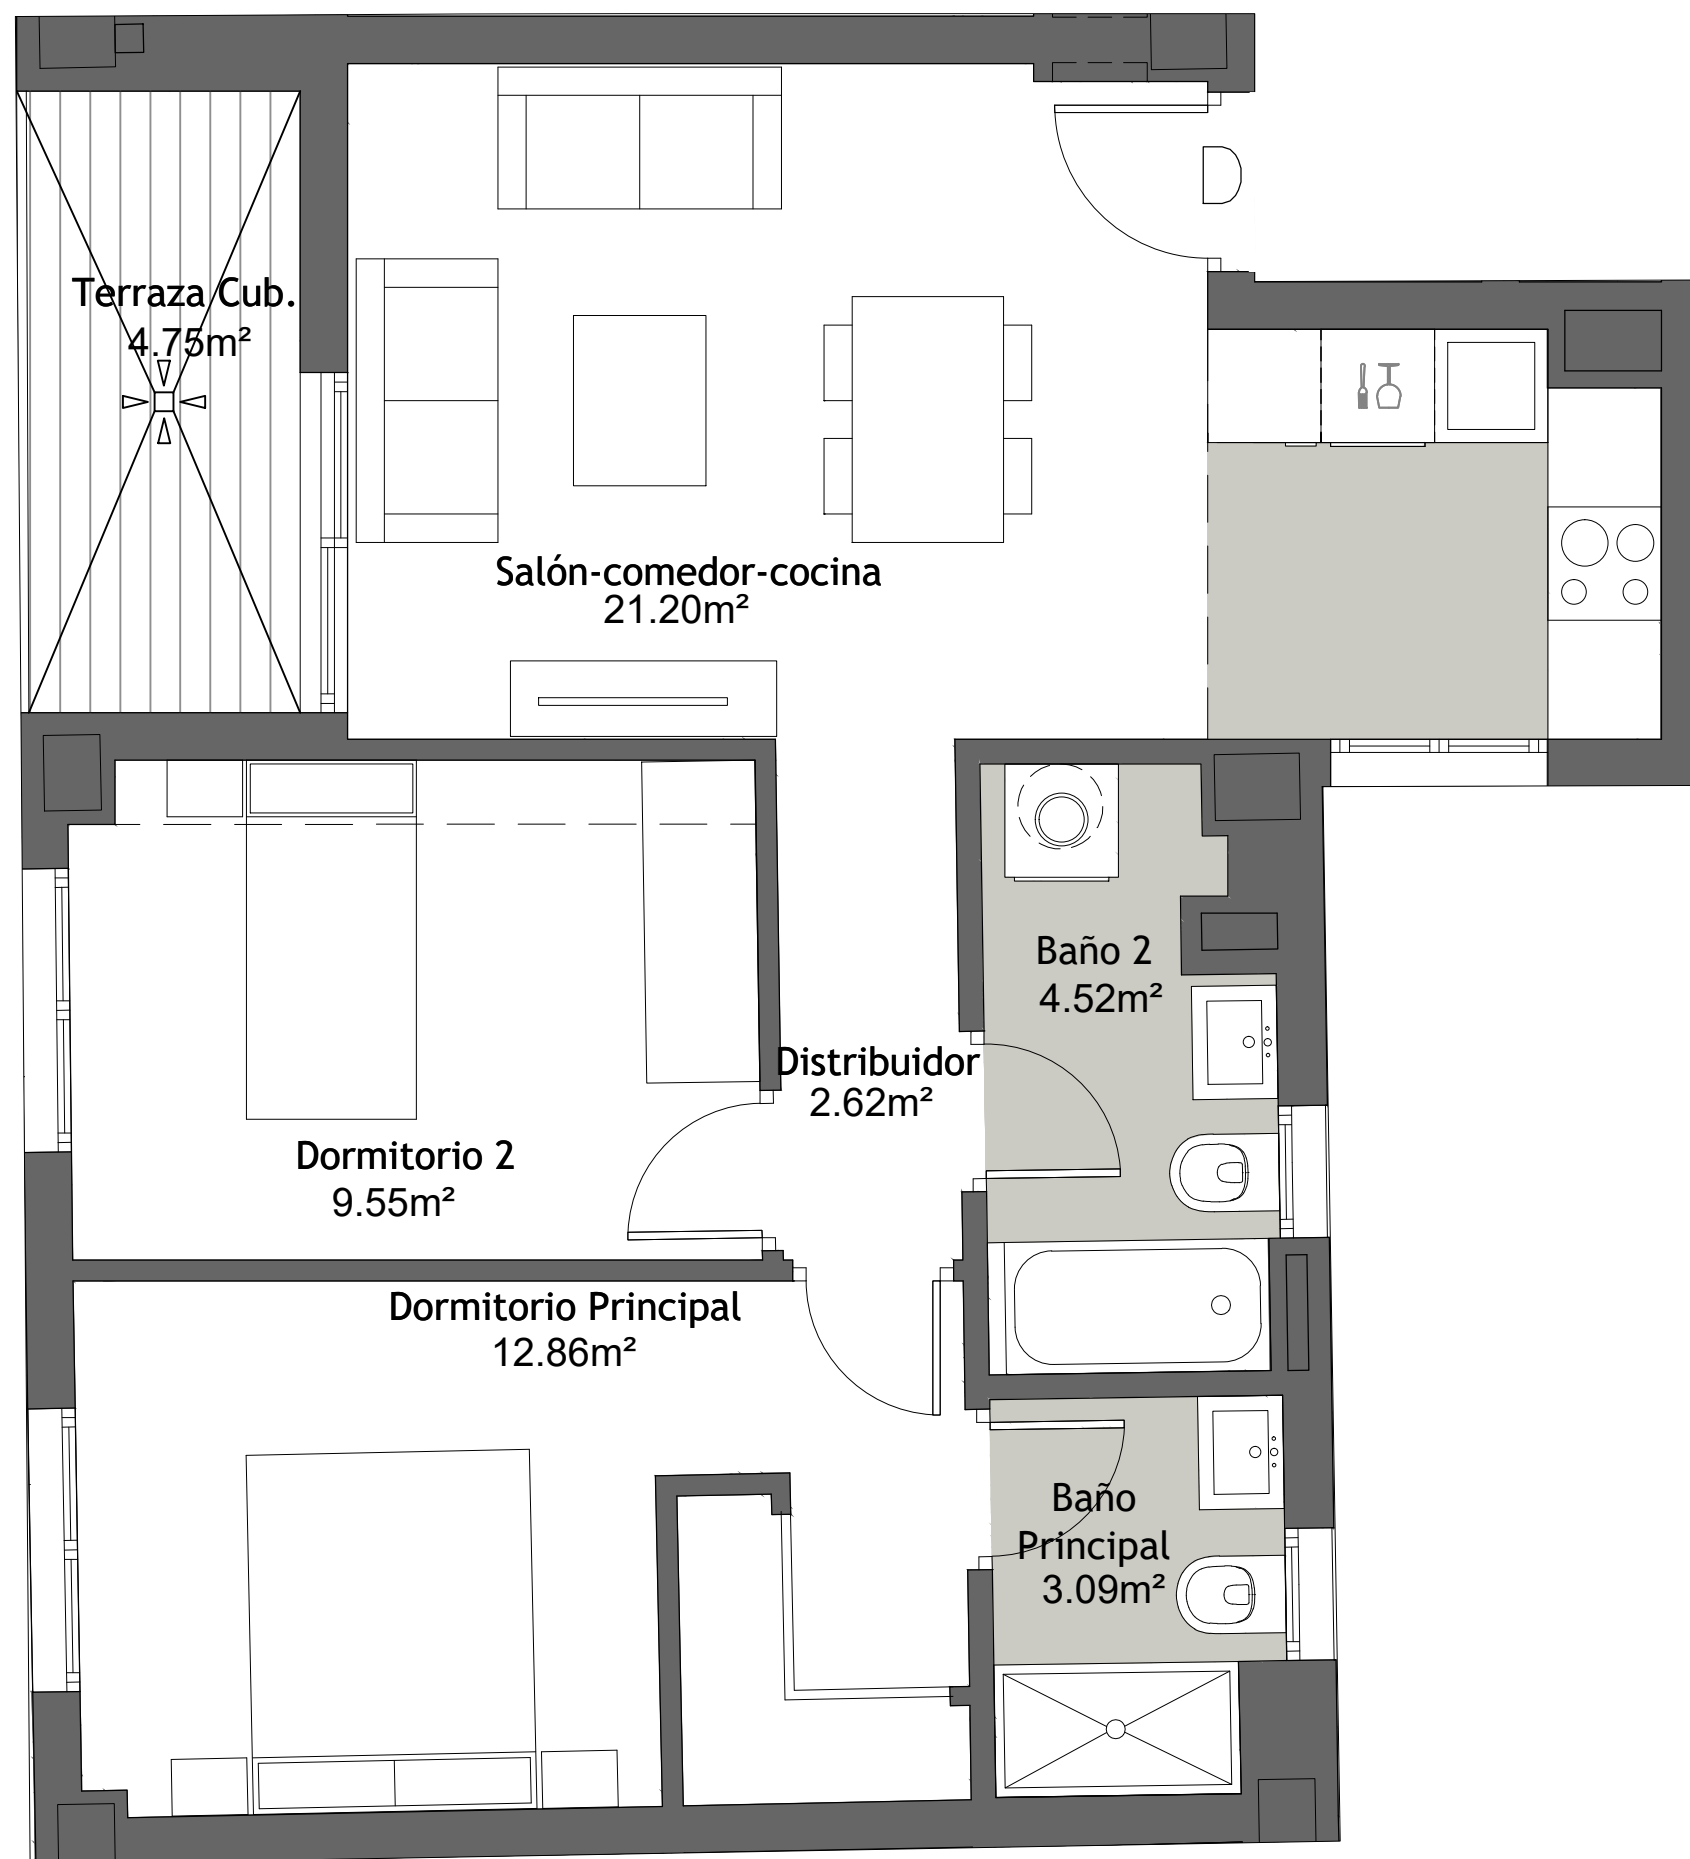 Terraza Cub.
4.75m²
Salón-comedor-cocina
21.20m²
Baño 2
4.52m²
Distribuidor
2.62m²
Dormitorio 2
9.55m²
Dormitorio Principal
12.86m²
Baño
Principal
3.09m²